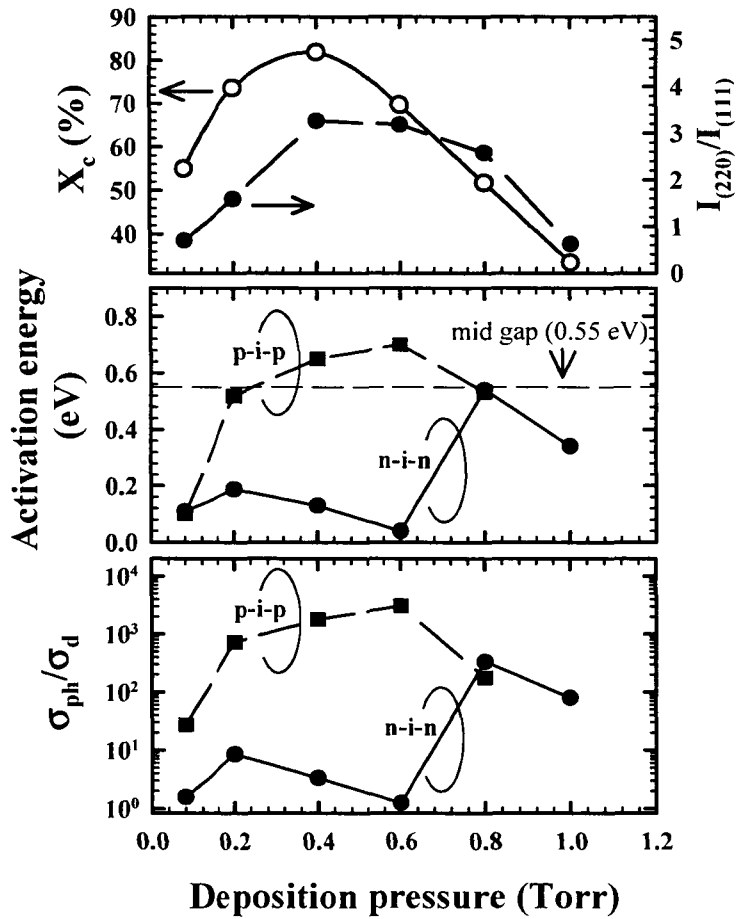 90
80
70
60
50
40
X_c (%)
5
4
3
2
1
0
I_(220)/I_(111)
0.8
0.6
0.4
0.2
0.0
Activation energy
(eV)
p-i-p
n-i-n
mid gap (0.55 eV)
10^4
10^3
10^2
10^1
10^0
σ_ph/σ_d
p-i-p
n-i-n
0.0 0.2 0.4 0.6 0.8 1.0 1.2
Deposition pressure (Torr)